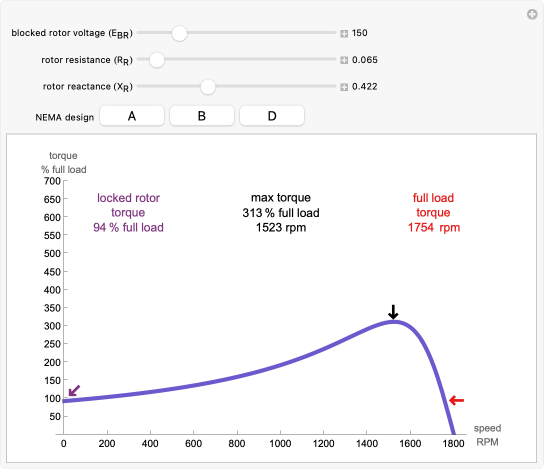 blocked rotor voltage (EBR) 150
rotor resistance (RR) 0.065
rotor reactance (XR) 0.422
NEMA design A B D
torque
% full load
700
650
600
550
500
450
400
350
300
250
200
150
100
50
locked rotor
torque
94 % full load
max torque
313 % full load
1523 rpm
full load
torque
1754 rpm
0 200 400 600 800 1000 1200 1400 1600 1800
speed
RPM